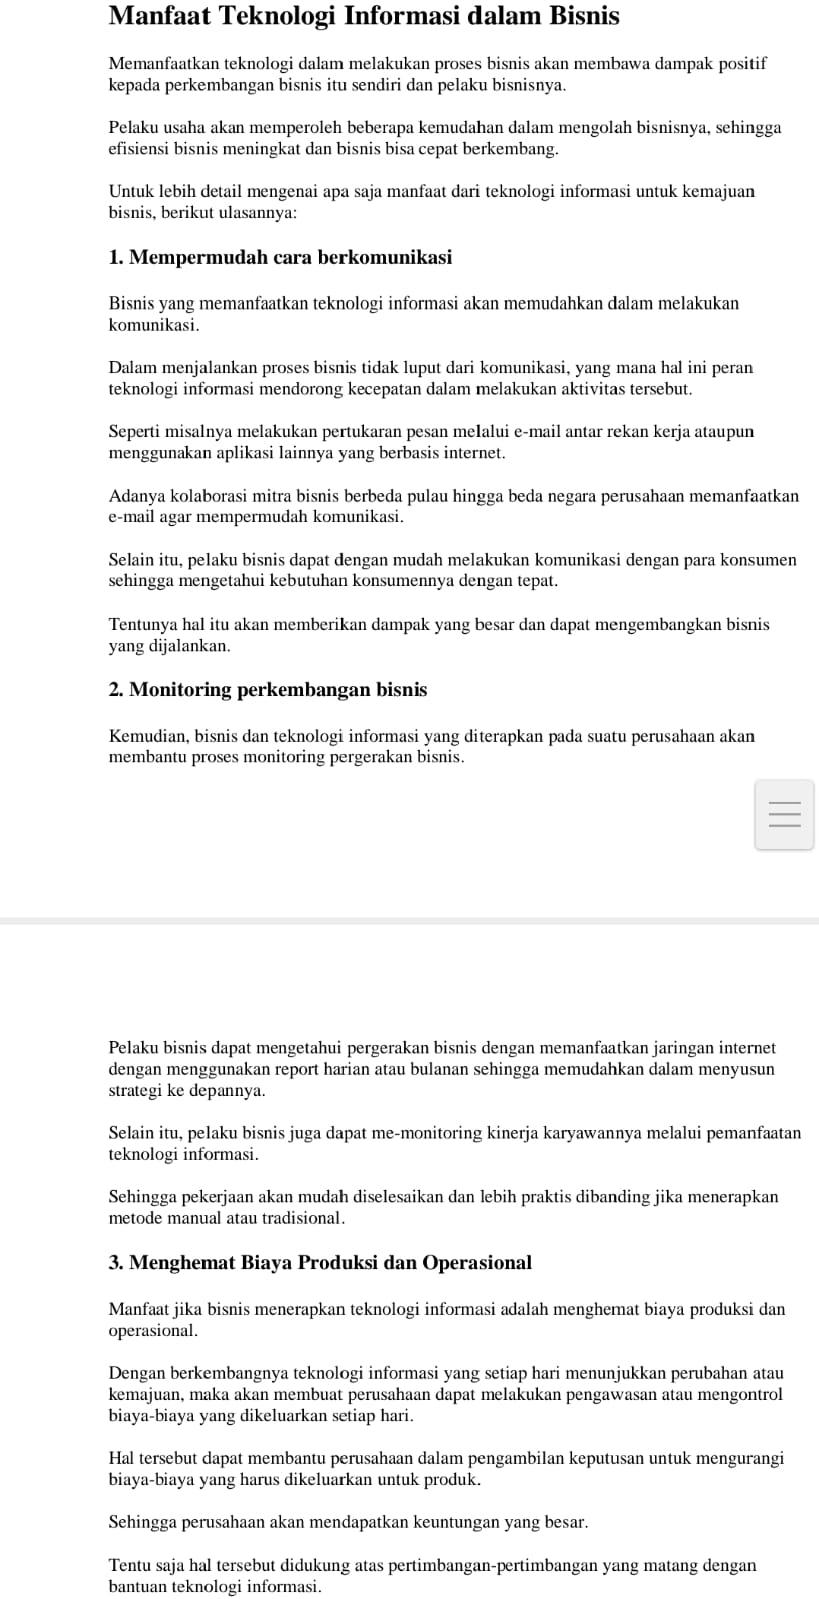 Manfaat Teknologi Informasi dalam Bisnis
Memanfaatkan teknologi dalam melakukan proses bisnis akan membawa dampak positif
kepada perkembangan bisnis itu sendiri dan pelaku bisnisnya.
Pelaku usaha akan memperoleh beberapa kemudahan dalam mengolah bisnisnya, sehingga
efisiensi bisnis meningkat dan bisnis bisa cepat berkembang.
Untuk lebih detail mengenai apa saja manfaat dari teknologi informasi untuk kemajuan
bisnis, berikut ulasannya:
1. Mempermudah cara berkomunikasi
Bisnis yang memanfaatkan teknologi informasi akan memudahkan dalam melakukan
komunikasi.
Dalam menjalankan proses bisnis tidak luput dari komunikasi, yang mana hal ini peran
teknologi informasi mendorong kecepatan dalam melakukan aktivitas tersebut.
Seperti misalnya melakukan pertukaran pesan melalui e-mail antar rekan kerja ataupun
menggunakan aplikasi lainnya yang berbasis internet.
Adanya kolaborasi mitra bisnis berbeda pulau hingga beda negara perusahaan memanfaatkan
e-mail agar mempermudah komunikasi.
Selain itu, pelaku bisnis dapat dengan mudah melakukan komunikasi dengan para konsumen
sehingga mengetahui kebutuhan konsumennya dengan tepat.
Tentunya hal itu akan memberikan dampak yang besar dan dapat mengembangkan bisnis
yang dijalankan.
2. Monitoring perkembangan bisnis
Kemudian, bisnis dan teknologi informasi yang diterapkan pada suatu perusahaan akan
membantu proses monitoring pergerakan bisnis.
Pelaku bisnis dapat mengetahui pergerakan bisnis dengan memanfaatkan jaringan internet
dengan menggunakan report harian atau bulanan sehingga memudahkan dalam menyusun
strategi ke depannya.
Selain itu, pelaku bisnis juga dapat me-monitoring kinerja karyawannya melalui pemanfaatan
teknologi informasi.
Sehingga pekerjaan akan mudah diselesaikan dan lebih praktis dibanding jika menerapkan
metode manual atau tradisional.
3. Menghemat Biaya Produksi dan Operasional
Manfaat jika bisnis menerapkan teknologi informasi adalah menghemat biaya produksi dan
operasional.
Dengan berkembangnya teknologi informasi yang setiap hari menunjukkan perubahan atau
kemajuan, maka akan membuat perusahaan dapat melakukan pengawasan atau mengontrol
biaya-biaya yang dikeluarkan setiap hari.
Hal tersebut dapat membantu perusahaan dalam pengambilan keputusan untuk mengurangi
biaya-biaya yang harus dikeluarkan untuk produk.
Sehingga perusahaan akan mendapatkan keuntungan yang besar.
Tentu saja hal tersebut didukung atas pertimbangan-pertimbangan yang matang dengan
bantuan teknologi informasi.